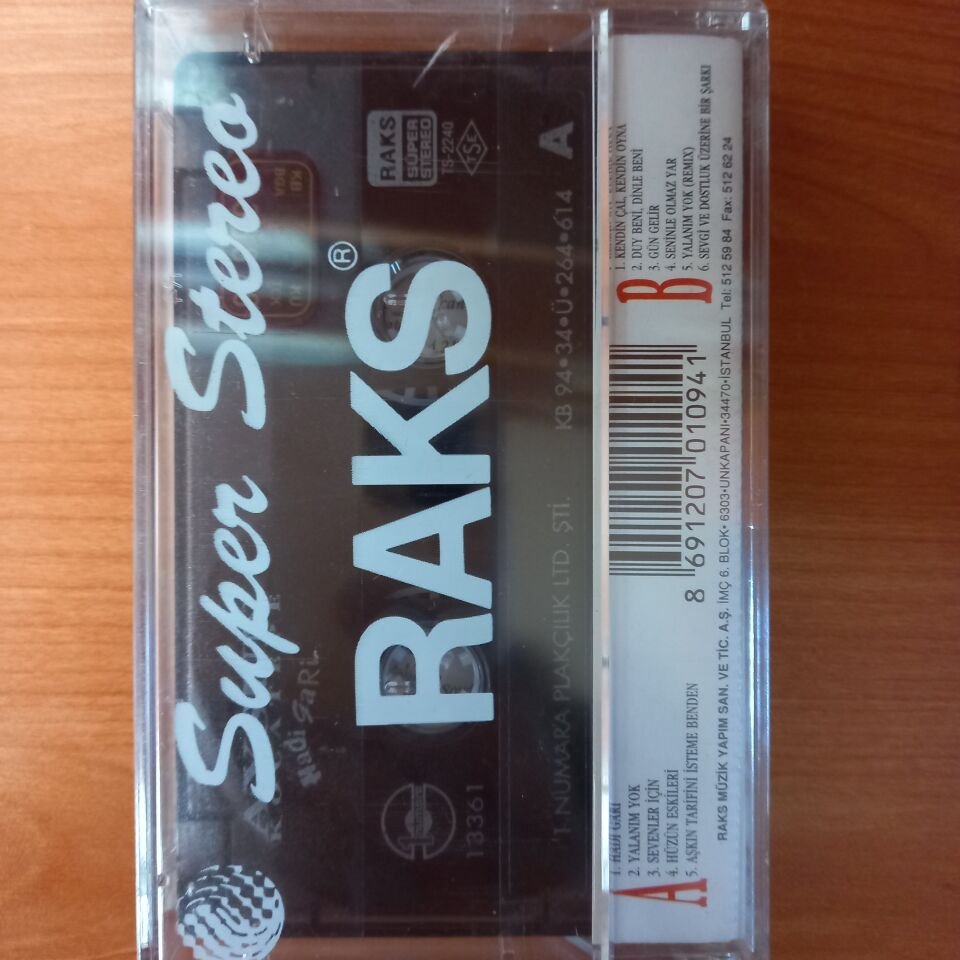 Super Stereo
RAKS®
RAKS
SÜPER
STEREO
TS-2240
TSE
A
Hadi gaRi
13361
1 NUMARA PLAKÇILIK LTD. ŞTİ. KB 94•34•Ü•264•614
A
1. HADİ GARİ
2. YALANIM YOK
3. SEVENLER İÇİN
4. HÜZÜN ESKİLERİ
5. AŞKIN TARİFİNİ İSTEME BENDEN
8 691207 010941
B
1. KENDİN ÇAL, KENDİN OYNA
2. DUY BENİ, DİNLE BENİ
3. GÜN GELİR
4. SENİNLE OLMAZ YAR
5. YALANIM YOK (REMIX)
6. SEVGİ VE DOSTLUK ÜZERİNE BİR ŞARKI
RAKS MÜZİK YAPIM SAN. VE TİC. A.Ş. İMÇ 6. BLOK• 6303•UNKAPANI•34470•İSTANBUL Tel: 512 59 84 Fax: 512 62 24